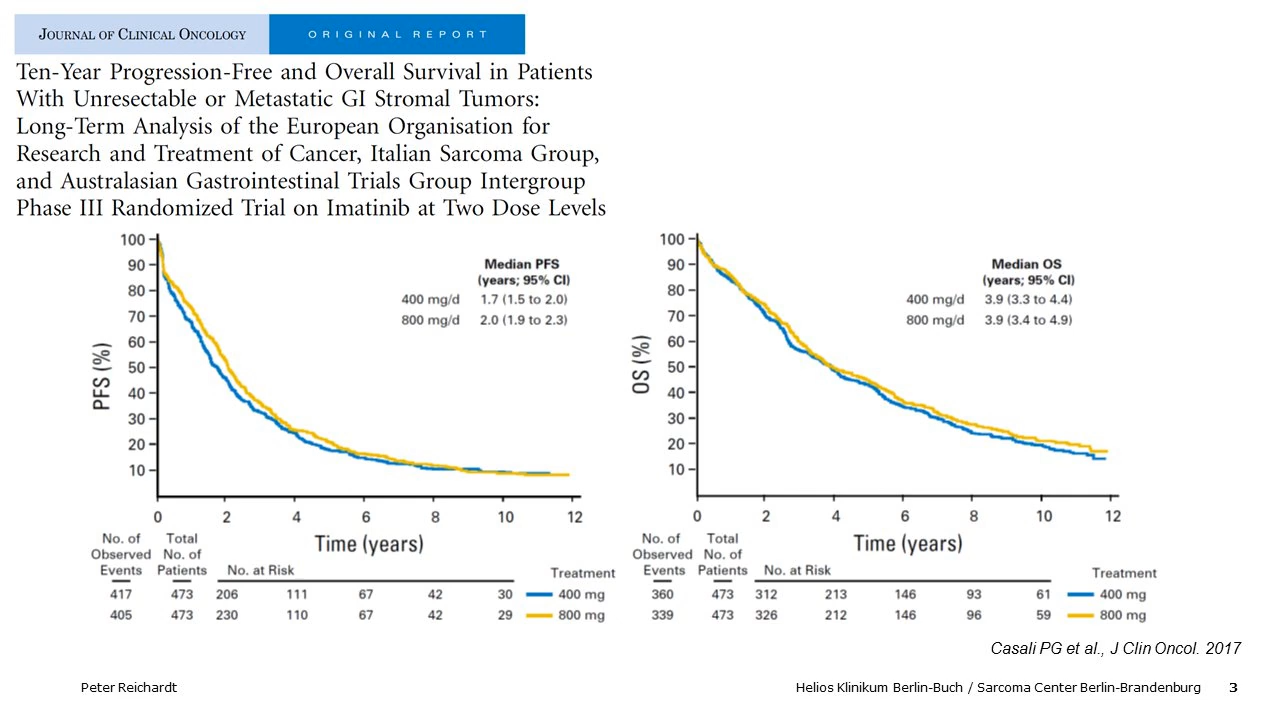 JOURNAL OF CLINICAL ONCOLOGY
ORIGINAL REPORT
Ten-Year Progression-Free and Overall Survival in Patients
With Unresectable or Metastatic GI Stromal Tumors:
Long-Term Analysis of the European Organisation for
Research and Treatment of Cancer, Italian Sarcoma Group,
and Australasian Gastrointestinal Trials Group Intergroup
Phase III Randomized Trial on Imatinib at Two Dose Levels
PFS (%)
100
90
80
70
60
50
40
30
20
10
Median PFS
(years; 95% CI)
400 mg/d 1.7 (1.5 to 2.0)
800 mg/d 2.0 (1.9 to 2.3)
0 2 4 6 8 10 12
Time (years)
No. of Observed Events
Total No. of Patients
No. at Risk
Treatment
417 473 206 111 67 42 30 400 mg
405 473 230 110 67 42 29 800 mg
OS (%)
100
90
80
70
60
50
40
30
20
10
Median OS
(years; 95% CI)
400 mg/d 3.9 (3.3 to 4.4)
800 mg/d 3.9 (3.4 to 4.9)
0 2 4 6 8 10 12
Time (years)
No. of Observed Events
Total No. of Patients
No. at Risk
Treatment
360 473 312 213 146 93 61 400 mg
339 473 326 212 146 96 59 800 mg
Casali PG et al., J Clin Oncol. 2017
Peter Reichardt
Helios Klinikum Berlin-Buch / Sarcoma Center Berlin-Brandenburg 3